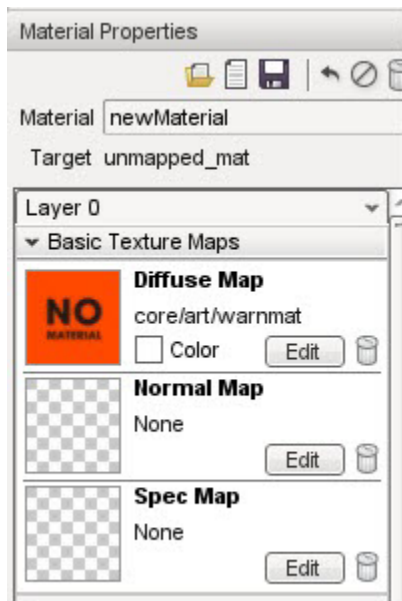 Material Properties
Material newMaterial
Target unmapped_mat
Layer 0
Basic Texture Maps
NO
MATERIAL
Diffuse Map
core/art/warnmat
Color Edit
Normal Map
None
Edit
Spec Map
None
Edit